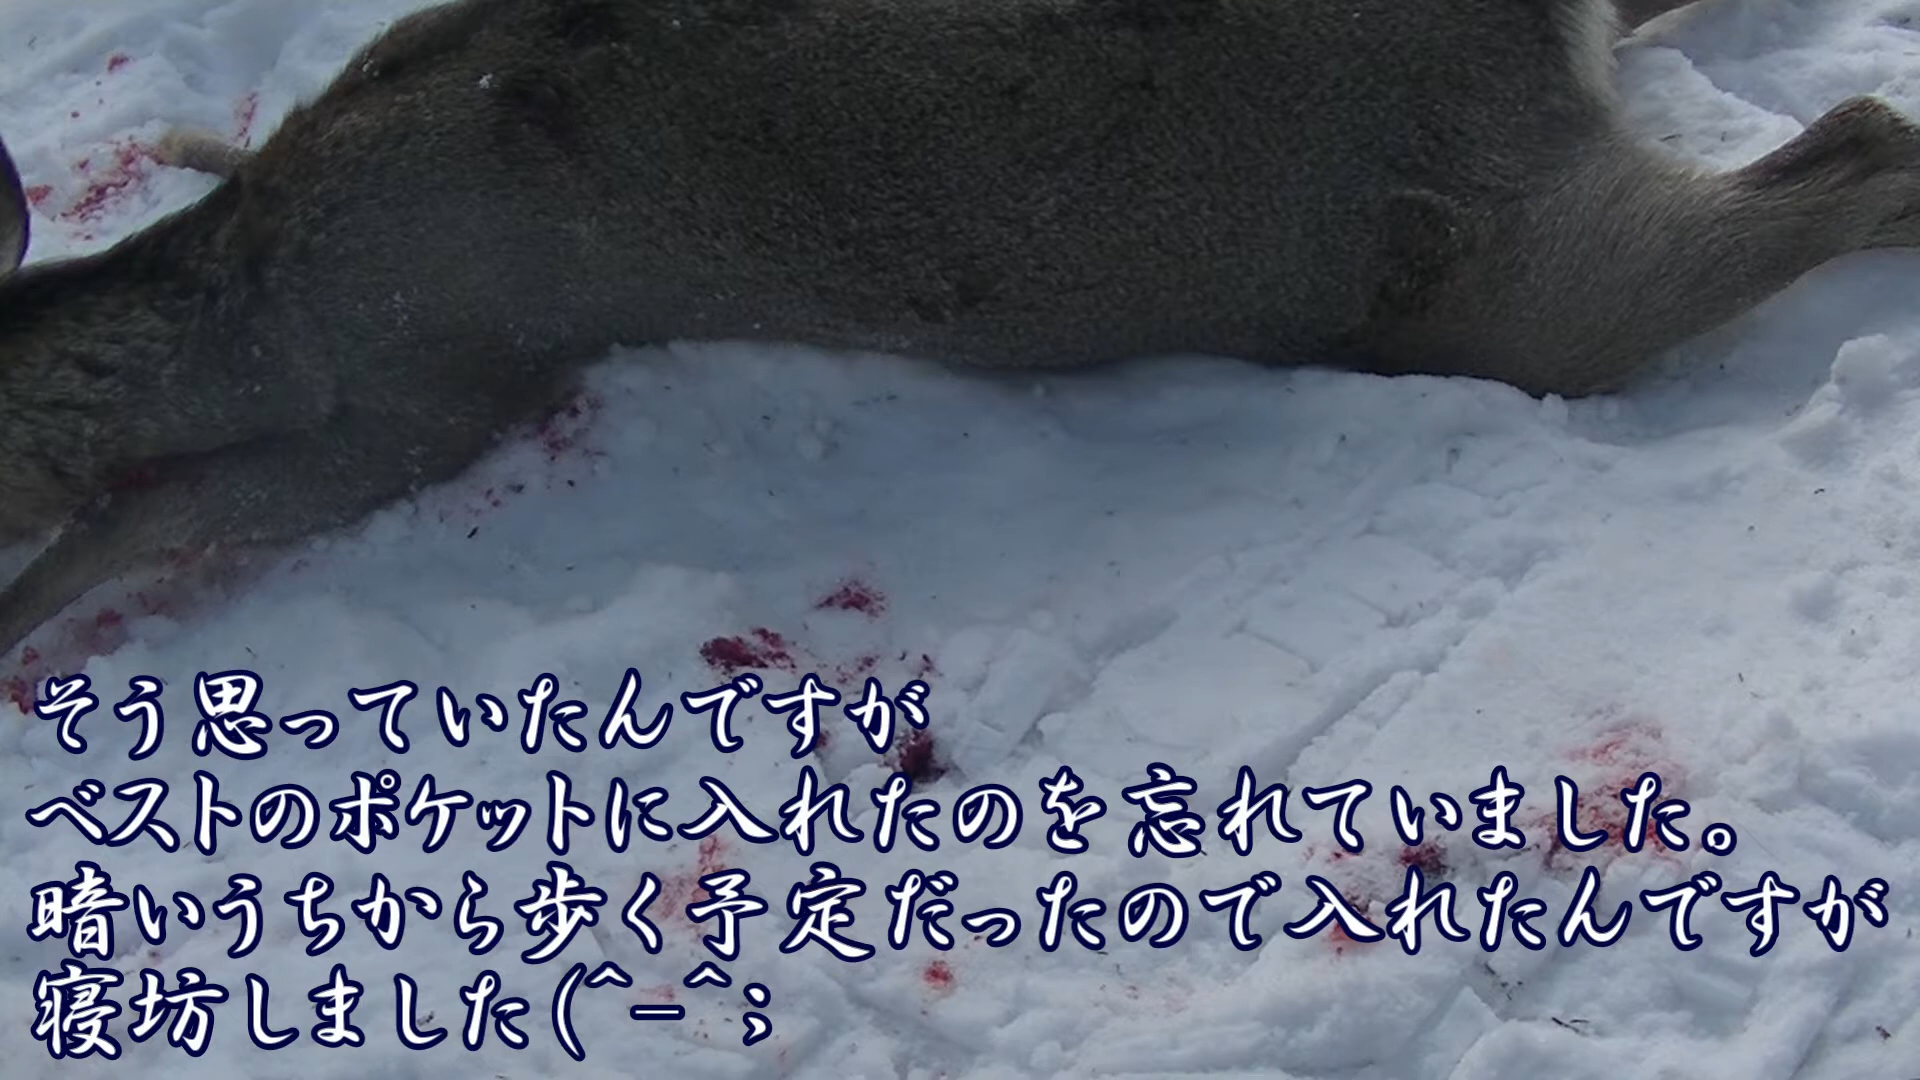 そう思っていたんですが
ベストのポケットに入れたのを忘れていました。
暗いうちから歩く予定だったので入れたんですが
寝坊しました(^-^;